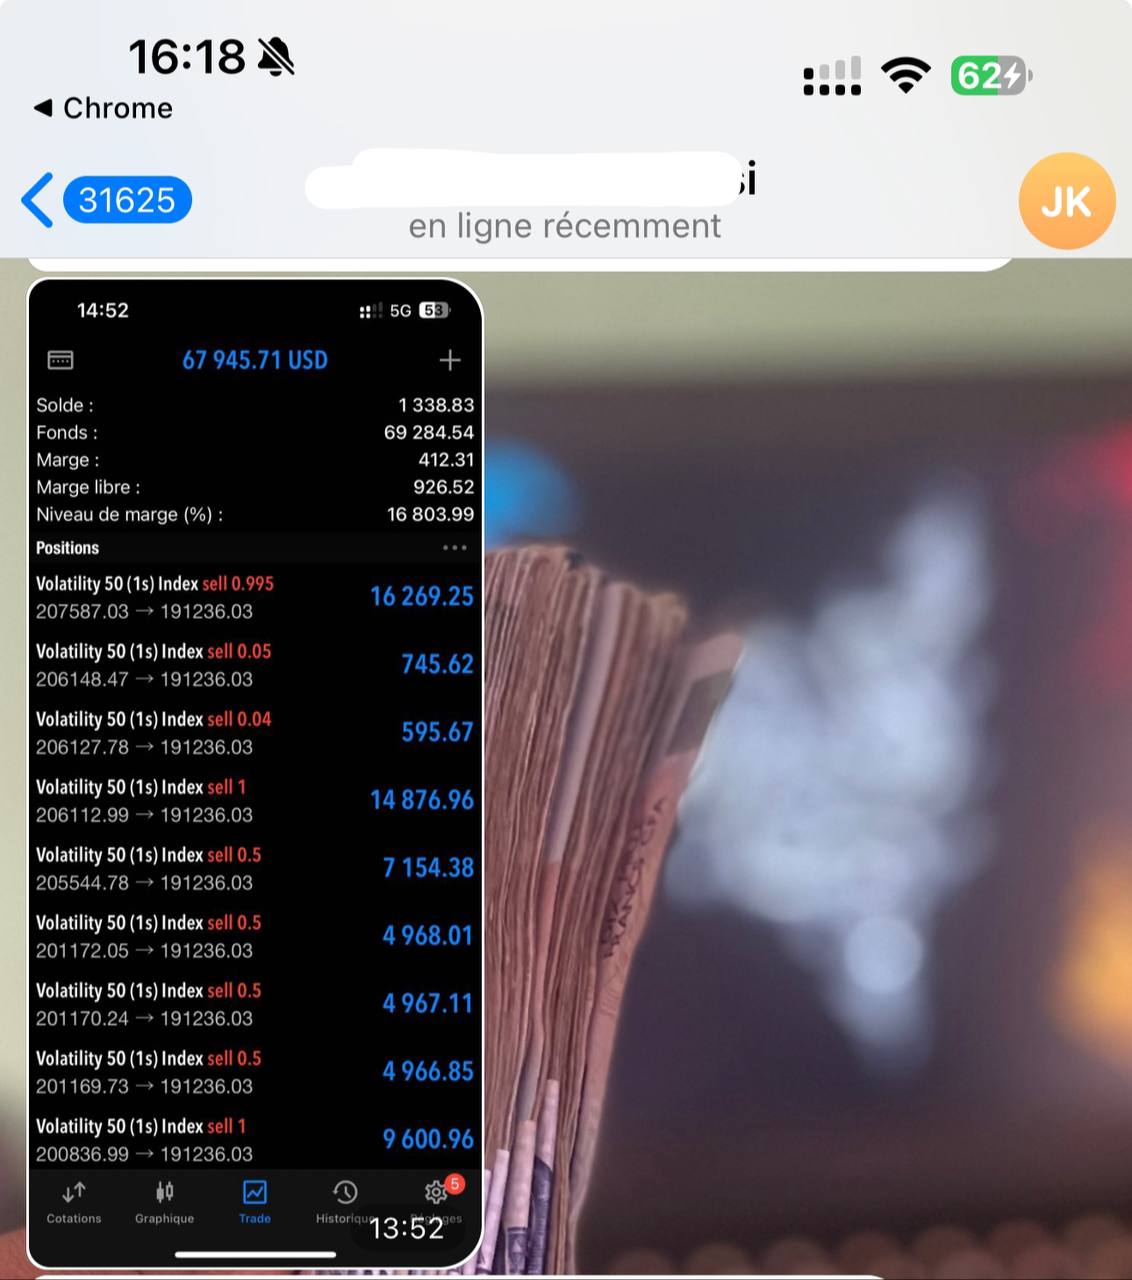 16:18
62
Chrome
31625
si
en ligne récemment
JK
14:52
5G 53
67 945.71 USD
Solde : 1 338.83
Fonds : 69 284.54
Marge : 412.31
Marge libre : 926.52
Niveau de marge (%) : 16 803.99
Positions
Volatility 50 (1s) Index sell 0.995
207587.03 → 191236.03 16 269.25
Volatility 50 (1s) Index sell 0.05
206148.47 → 191236.03 745.62
Volatility 50 (1s) Index sell 0.04
206127.78 → 191236.03 595.67
Volatility 50 (1s) Index sell 1
206112.99 → 191236.03 14 876.96
Volatility 50 (1s) Index sell 0.5
205544.78 → 191236.03 7 154.38
Volatility 50 (1s) Index sell 0.5
201172.05 → 191236.03 4 968.01
Volatility 50 (1s) Index sell 0.5
201170.24 → 191236.03 4 967.11
Volatility 50 (1s) Index sell 0.5
201169.73 → 191236.03 4 966.85
Volatility 50 (1s) Index sell 1
200836.99 → 191236.03 9 600.96
5
Cotations Graphique Trade Historique Réglages
13:52